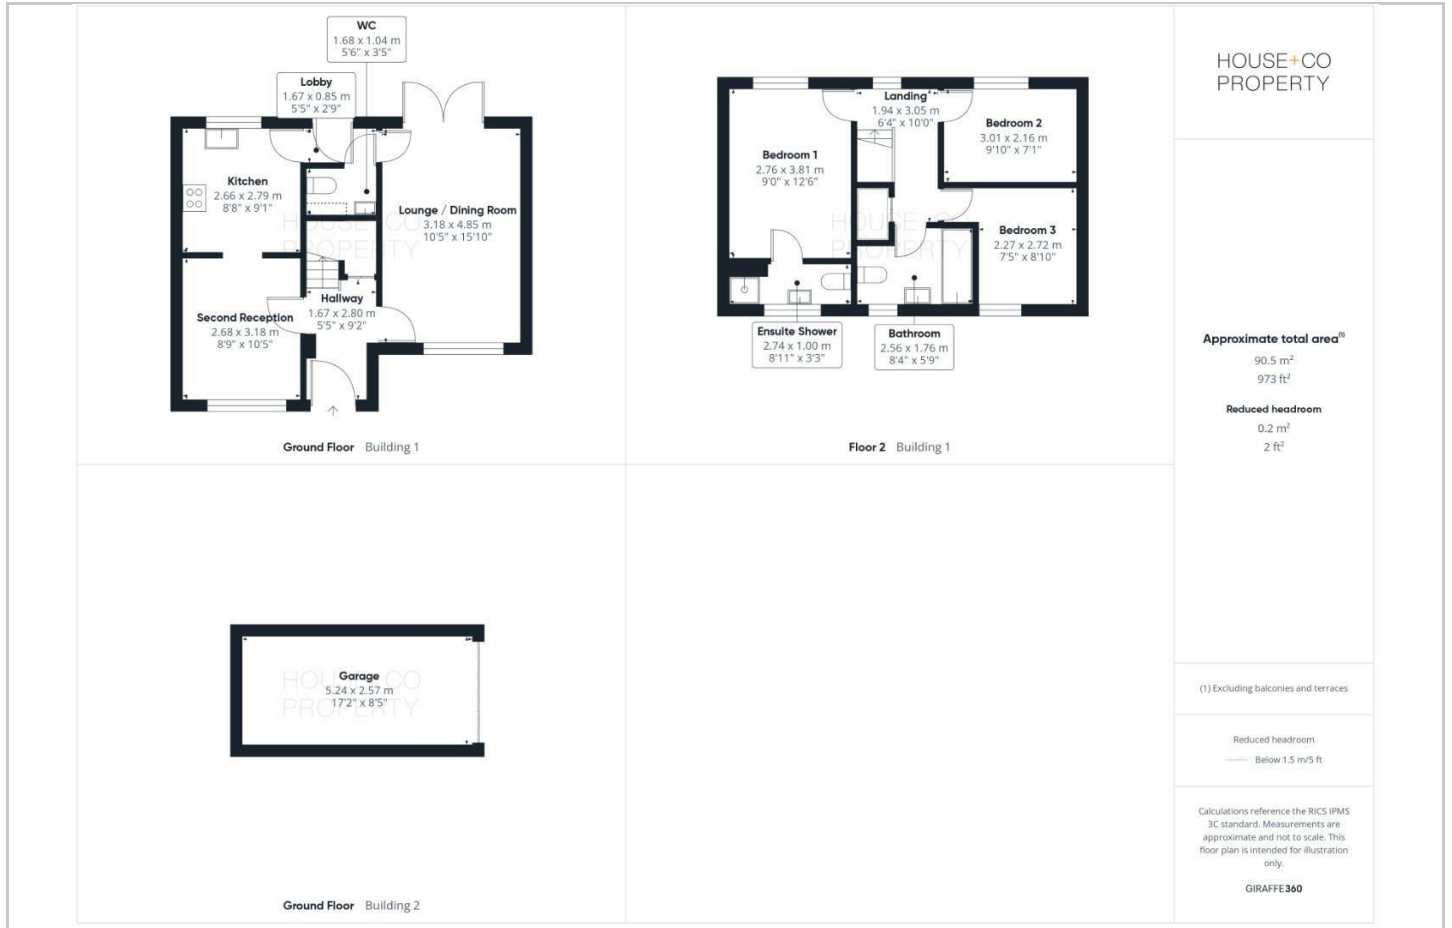 WC
1.68 x 1.04 m
5'6" x 3'5"
Lobby
1.67 x 0.85 m
5'5" x 2'9"
Kitchen
2.66 x 2.79 m
8'8" x 9'1"
Lounge / Dining Room
3.18 x 4.85 m
10'5" x 15'10"
HOUSE+CO
PROPERTY
Hallway
1.67 x 2.80 m
5'5" x 9'2"
Second Reception
2.68 x 3.18 m
8'9" x 10'5"
Ground Floor Building 1
Landing
1.94 x 3.05 m
6'4" x 10'0"
Bedroom 2
3.01 x 2.16 m
9'10" x 7'1"
Bedroom 1
2.76 x 3.81 m
9'0" x 12'6"
HOUSE+CO
PROPERTY
Bedroom 3
2.27 x 2.72 m
7'5" x 8'10"
Ensuite Shower
2.74 x 1.00 m
8'11" x 3'3"
Bathroom
2.56 x 1.76 m
8'4" x 5'9"
Floor 2 Building 1
Garage
5.24 x 2.57 m
17'2" x 8'5"
HOUSE+CO
PROPERTY
Ground Floor Building 2
HOUSE+CO
PROPERTY
Approximate total area(1)
90.5 m²
973 ft²
Reduced headroom
0.2 m²
2 ft²
(1) Excluding balconies and terraces
Reduced headroom
Below 1.5 m/5 ft
Calculations reference the RICS IPMS
3C standard. Measurements are
approximate and not to scale. This
floor plan is intended for illustration
only.
GIRAFFE360